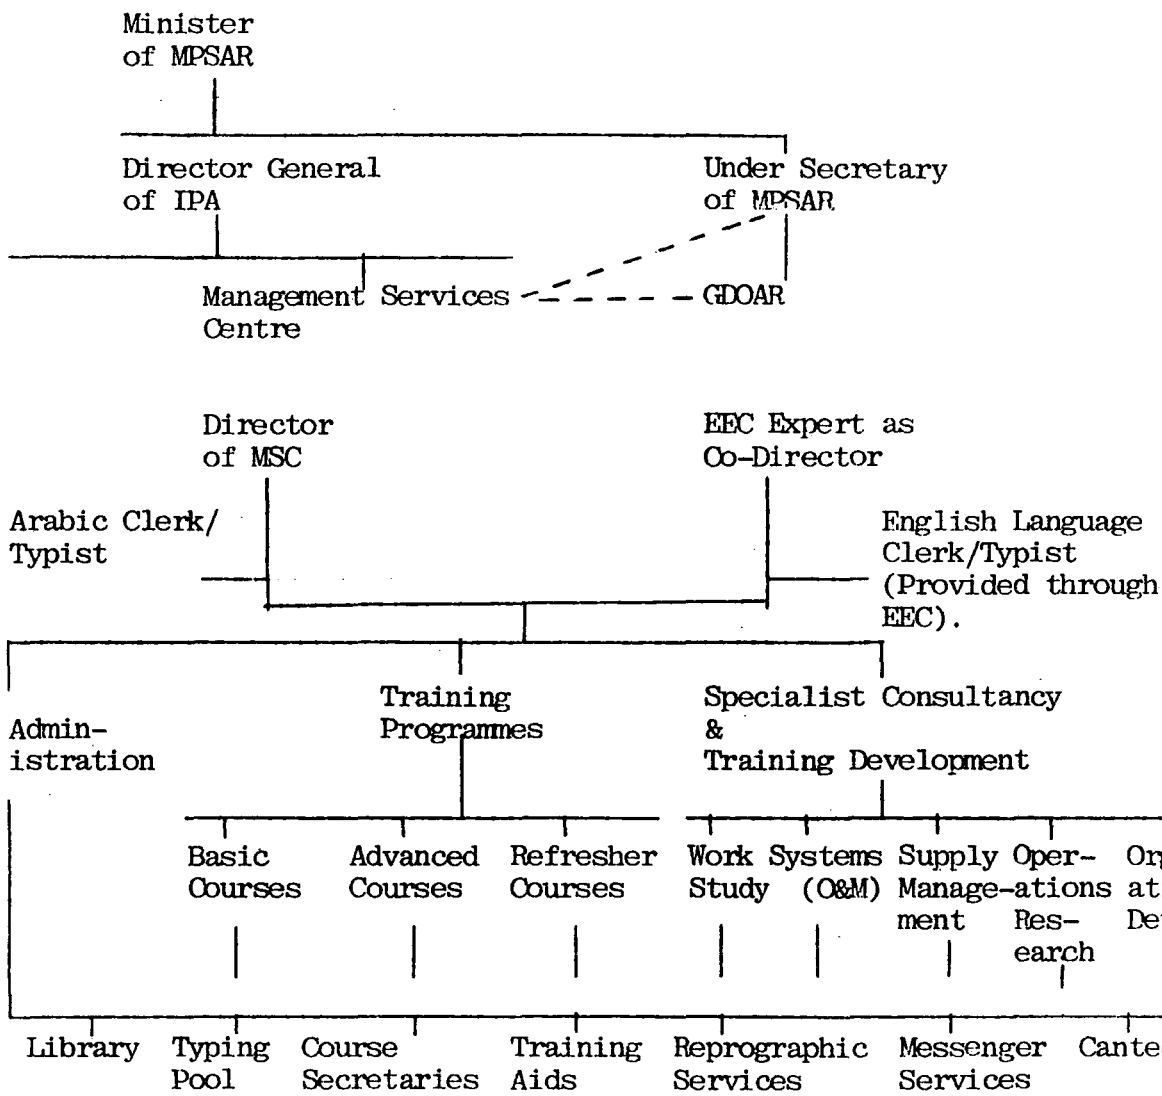 Minister
of MPSAR
Director General
of IPA
Under Secretary
of MPSAR
Management Services
Centre
GDOAR
Director
of MSC
EEC Expert as
Co-Director
Arabic Clerk/
Typist
English Language
Clerk/Typist
(Provided through
EEC).
Admin-
istration
Training
Programmes
Specialist Consultancy
&
Training Development
Basic
Courses
Advanced
Courses
Refresher
Courses
Work
Study
Systems
(O&M)
Supply
Manage-
ment
Oper-
ations
Res-
earch
Library
Typing
Pool
Course
Secretaries
Training
Aids
Reprographic
Services
Messenger
Services
Cante